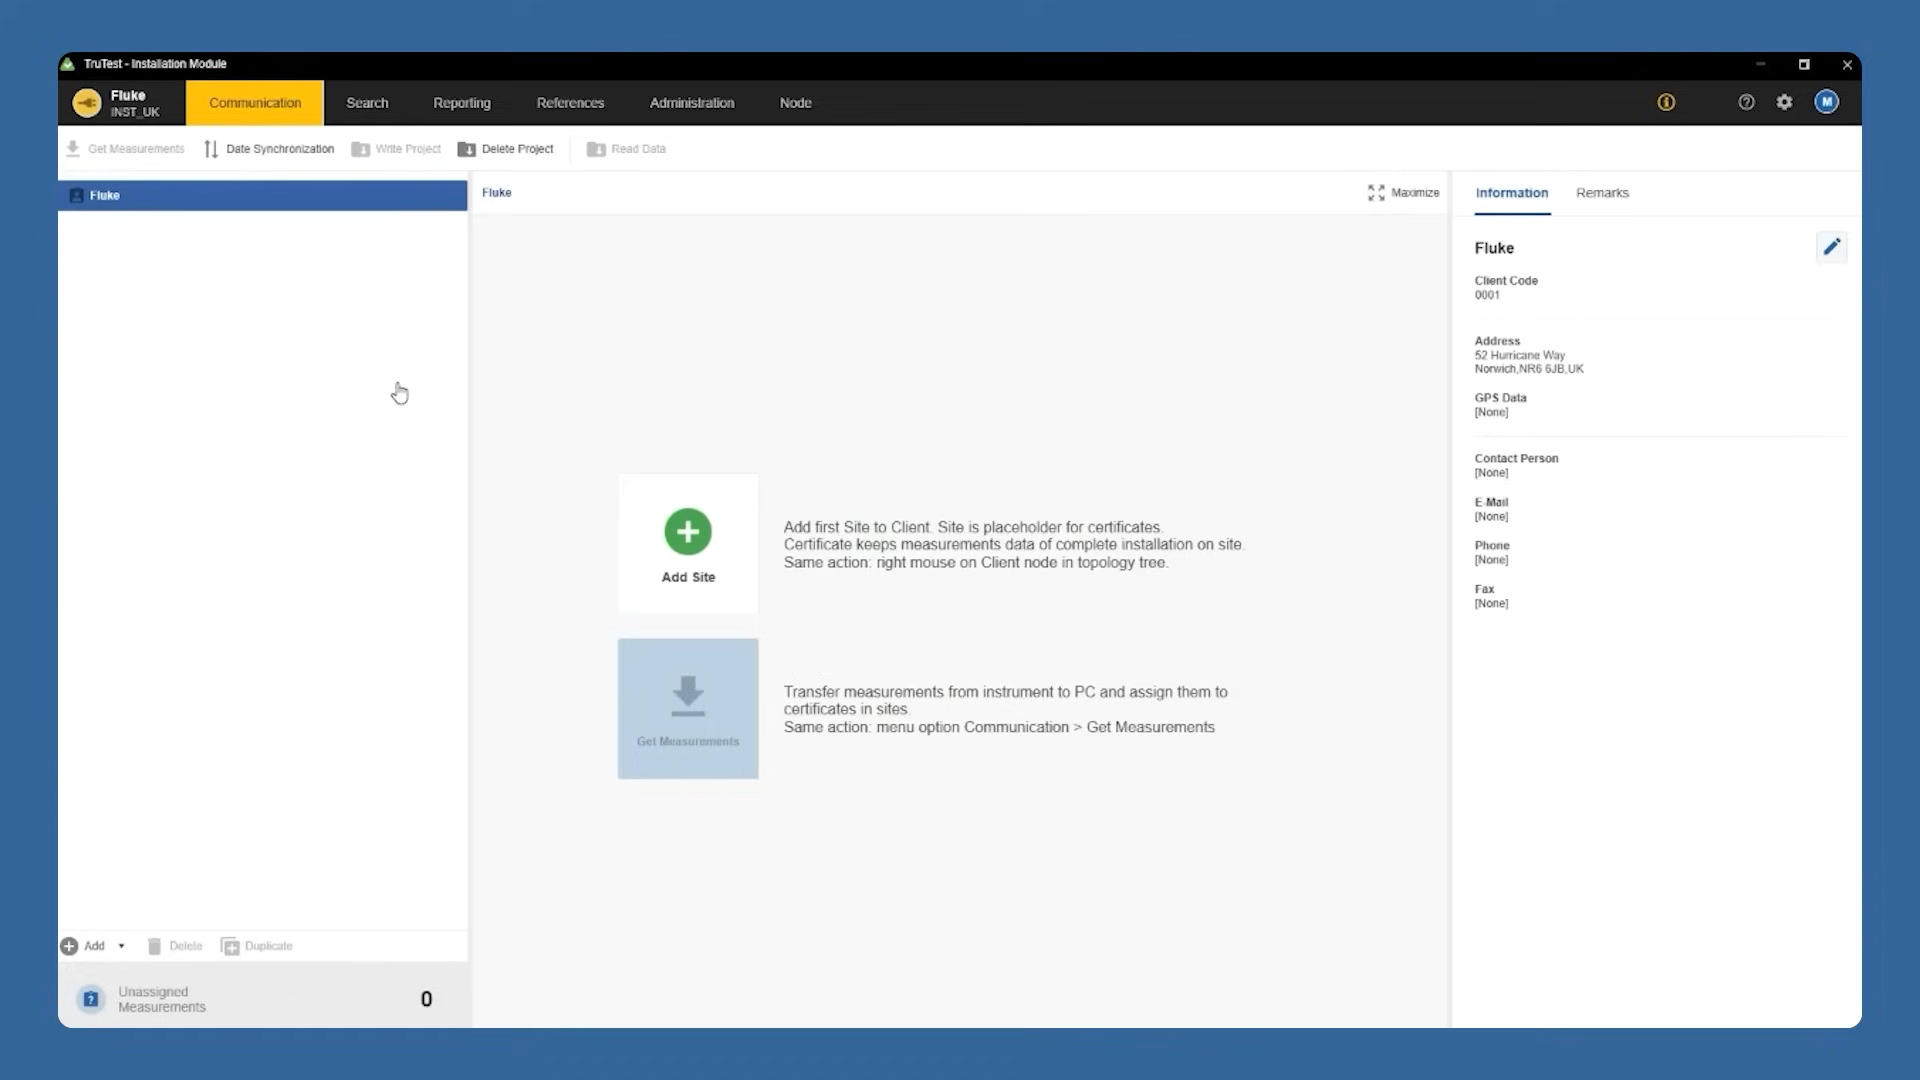 TruTest - Installation Module
Fluke
INST_UK
Communication
Search
Reporting
References
Administration
Node
M
Get Measurements
Date Synchronization
Write Project
Delete Project
Read Data
Fluke
Fluke
Maximize
Information
Remarks
Fluke
Client Code
0001
Address
52 Hurricane Way
Norwich,NR6 6JB,UK
GPS Data
[None]
Contact Person
[None]
E-Mail
[None]
Phone
[None]
Fax
[None]
Add Site
Add first Site to Client. Site is placeholder for certificates.
Certificate keeps measurements data of complete installation on site.
Same action: right mouse on Client node in topology tree.
Get Measurements
Transfer measurements from instrument to PC and assign them to
certificates in sites.
Same action: menu option Communication > Get Measurements
Add
Delete
Duplicate
Unassigned
Measurements
0